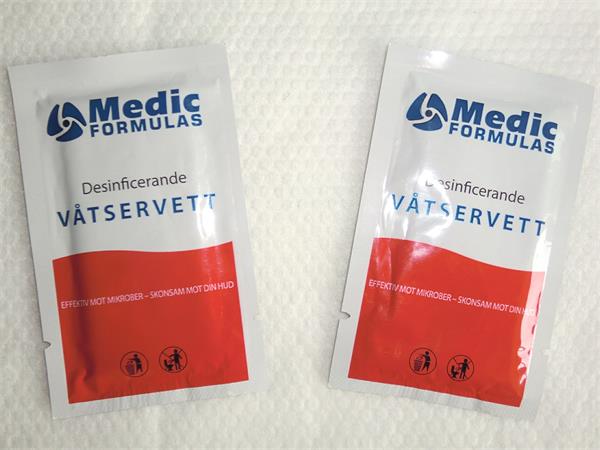 Medic
FORMULAS
Desinficerande
VÅTSERVETT
EFFEKTIV MOT MIKROBER – SKONSAM MOT DIN HUD
Medic
FORMULAS
Desinficerande
VÅTSERVETT
EFFEKTIV MOT MIKROBER – SKONSAM MOT DIN HUD